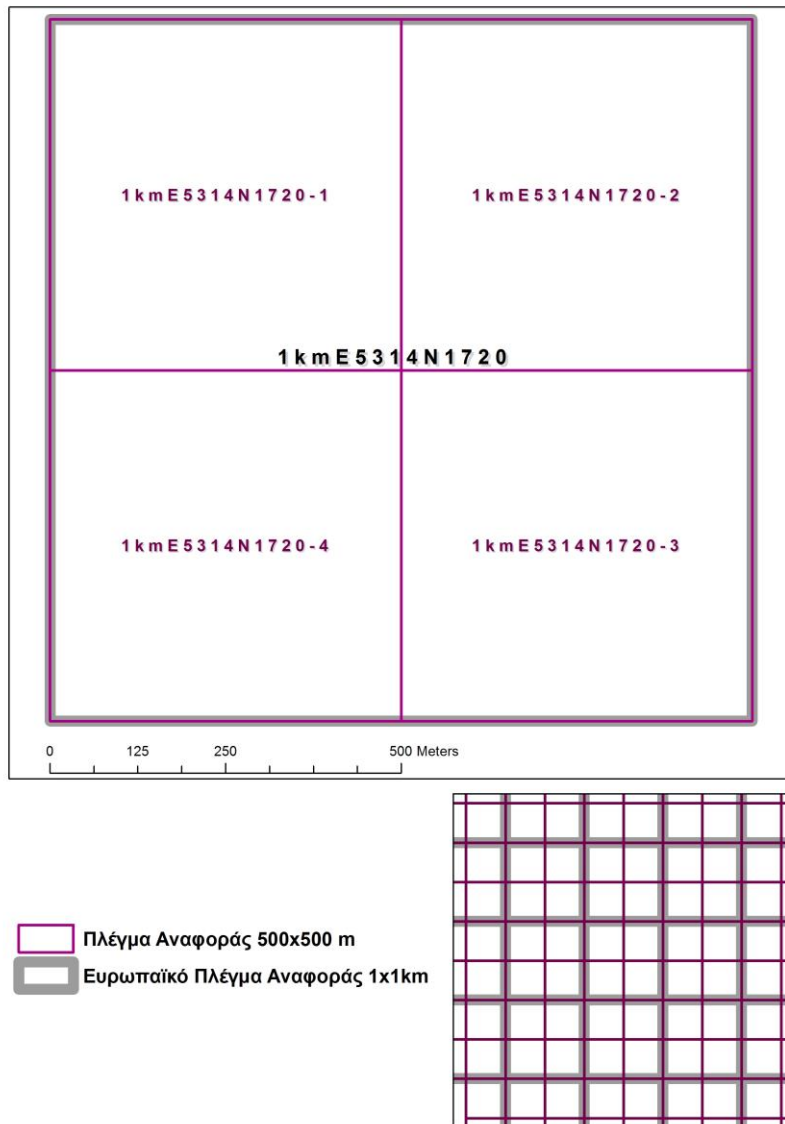 1kmE5314N1720-1
1kmE5314N1720-2
1kmE5314N1720
1kmE5314N1720-4
1kmE5314N1720-3
0 125 250 500 Meters
Πλέγμα Αναφοράς 500x500 m
Ευρωπαϊκό Πλέγμα Αναφοράς 1x1km